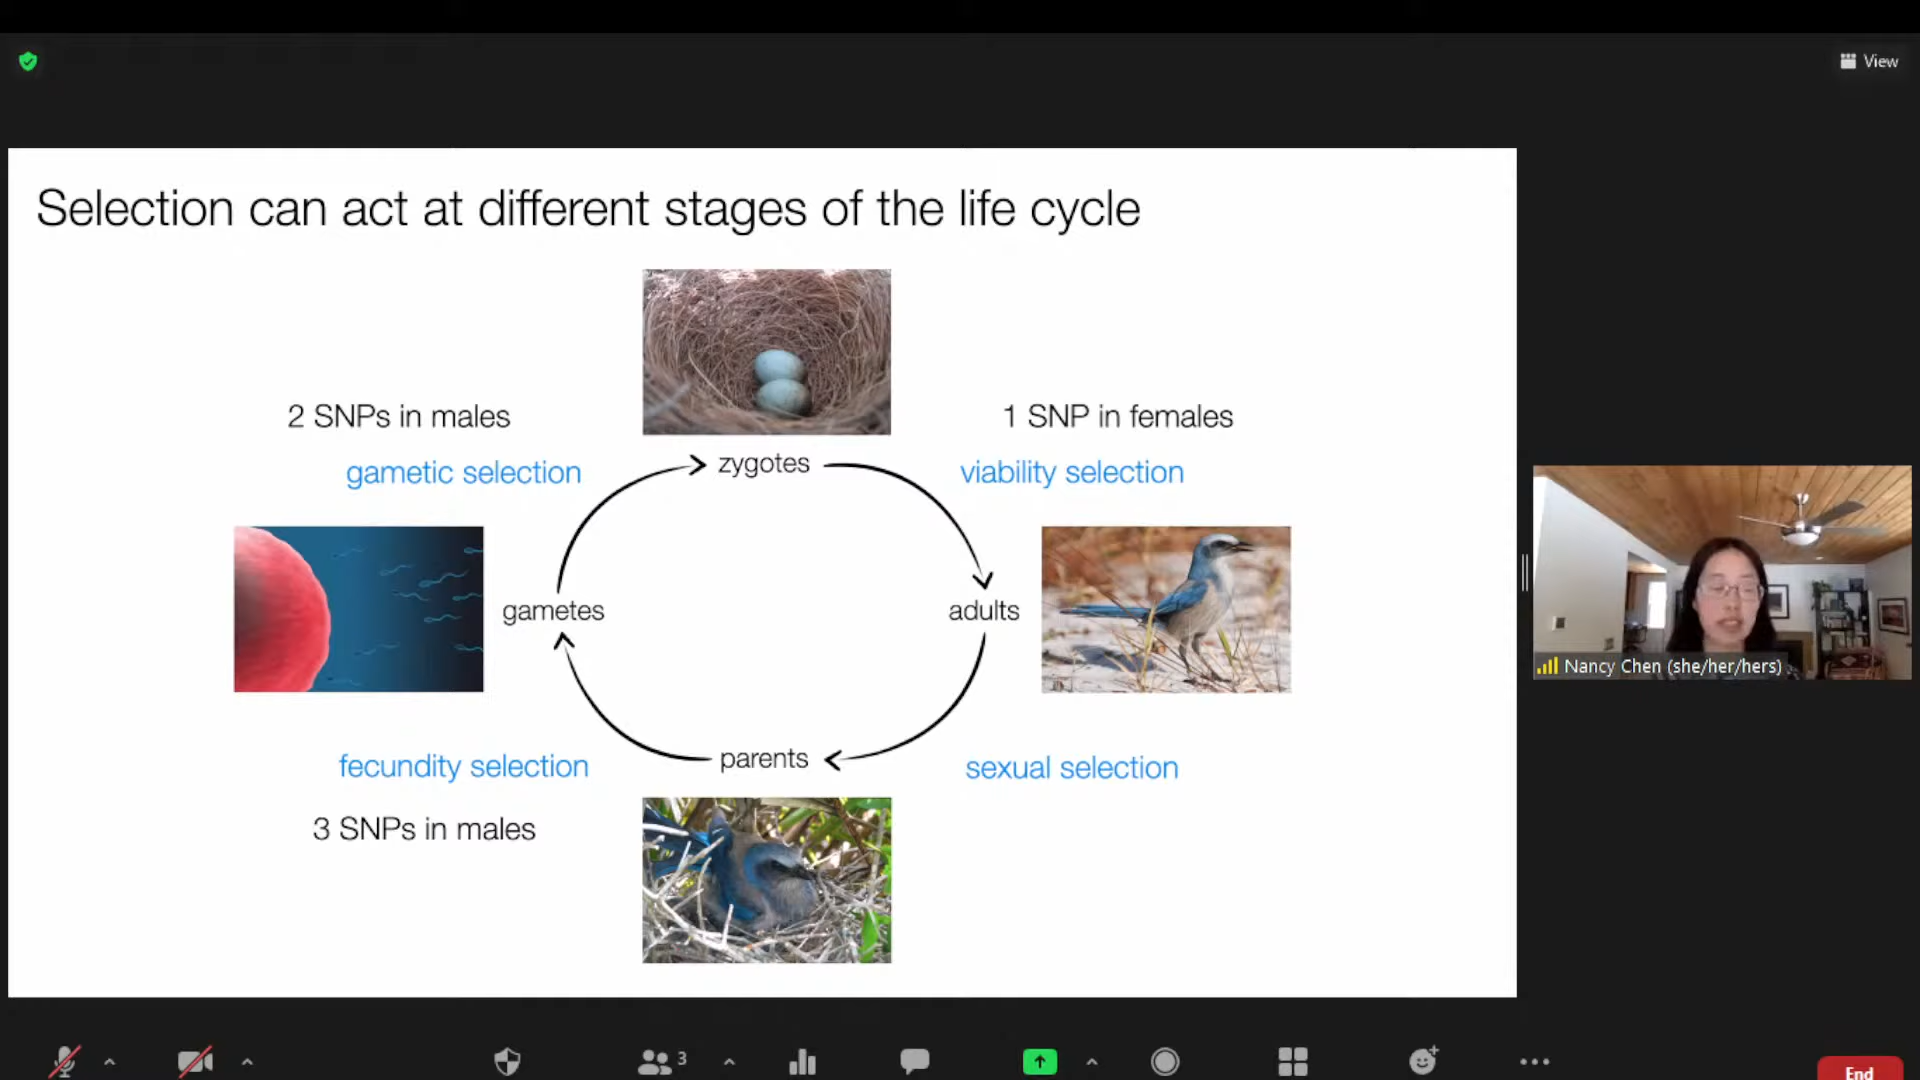 View
Selection can act at different stages of the life cycle
2 SNPs in males
1 SNP in females
gametic selection
zygotes
viability selection
gametes
adults
Nancy Chen (she/her/hers)
fecundity selection
parents
sexual selection
3 SNPs in males
3
End